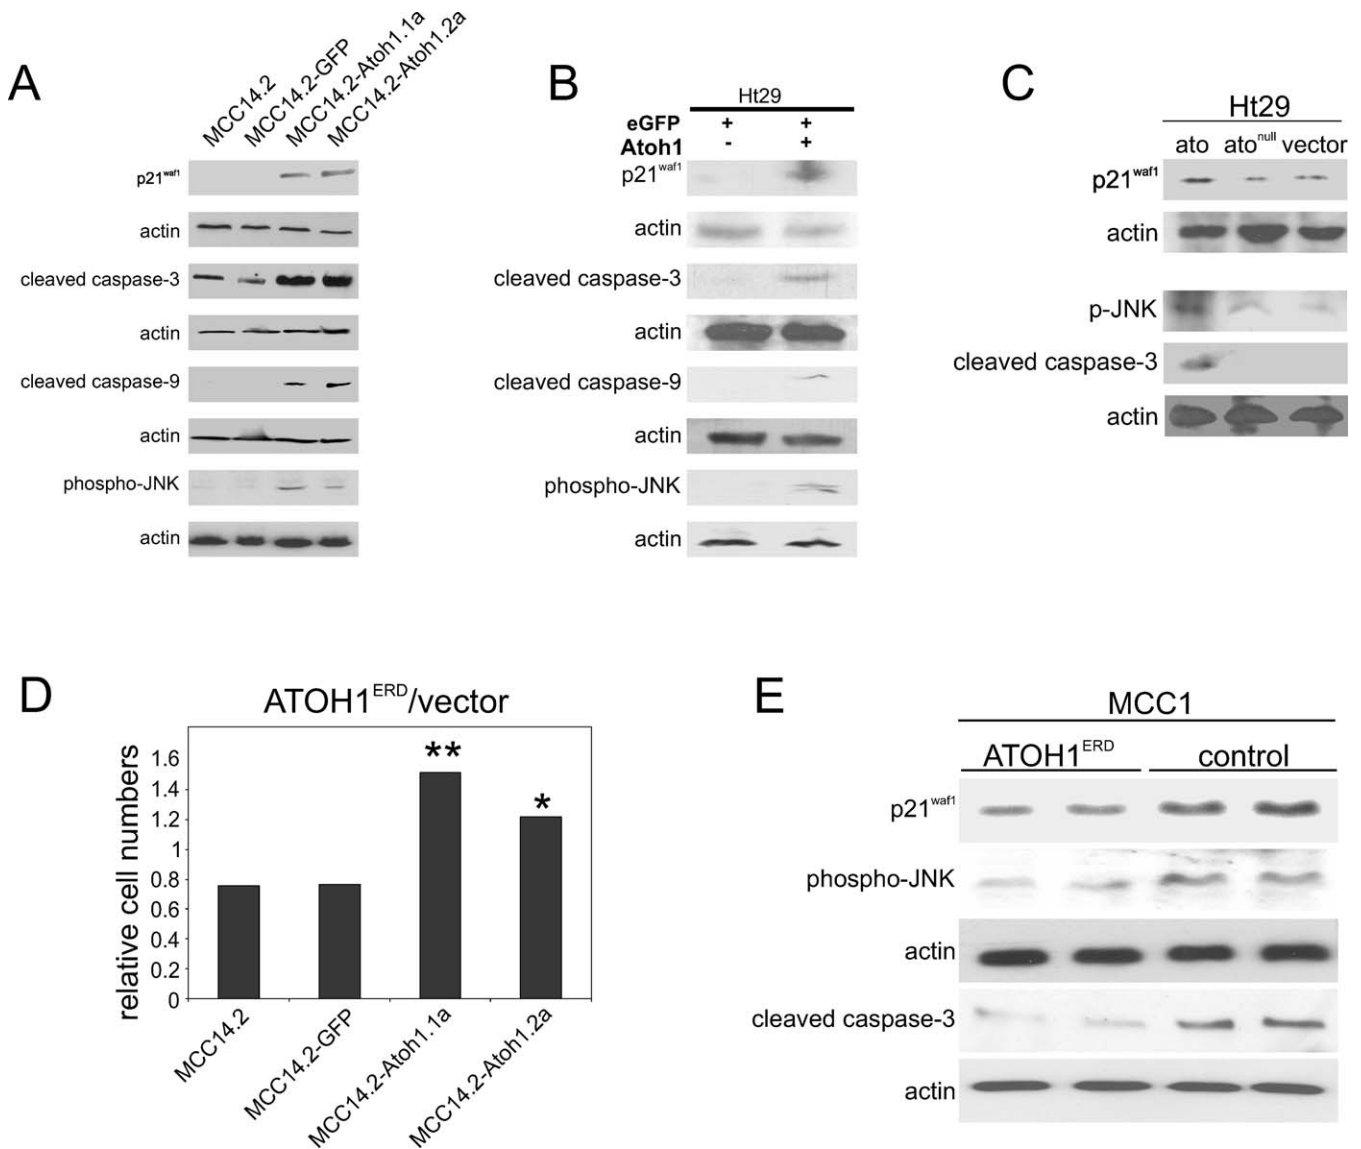 A
MCC14.2
MCC14.2-GFP
MCC14.2-Atoh1.1a
MCC14.2-Atoh1.2a
p21waf1
actin
cleaved caspase-3
actin
cleaved caspase-9
actin
phospho-JNK
actin
B
Ht29
eGFP + +
Atoh1 - +
p21waf1
actin
cleaved caspase-3
actin
cleaved caspase-9
actin
phospho-JNK
actin
C
Ht29
ato atonull vector
p21waf1
actin
p-JNK
cleaved caspase-3
actin
D
ATOH1ERD/vector
relative cell numbers
1.6
1.4
1.2
1
0.8
0.6
0.4
0.2
0
**
*
MCC14.2
MCC14.2-GFP
MCC14.2-Atoh1.1a
MCC14.2-Atoh1.2a
E
MCC1
ATOH1ERD control
p21waf1
phospho-JNK
actin
cleaved caspase-3
actin